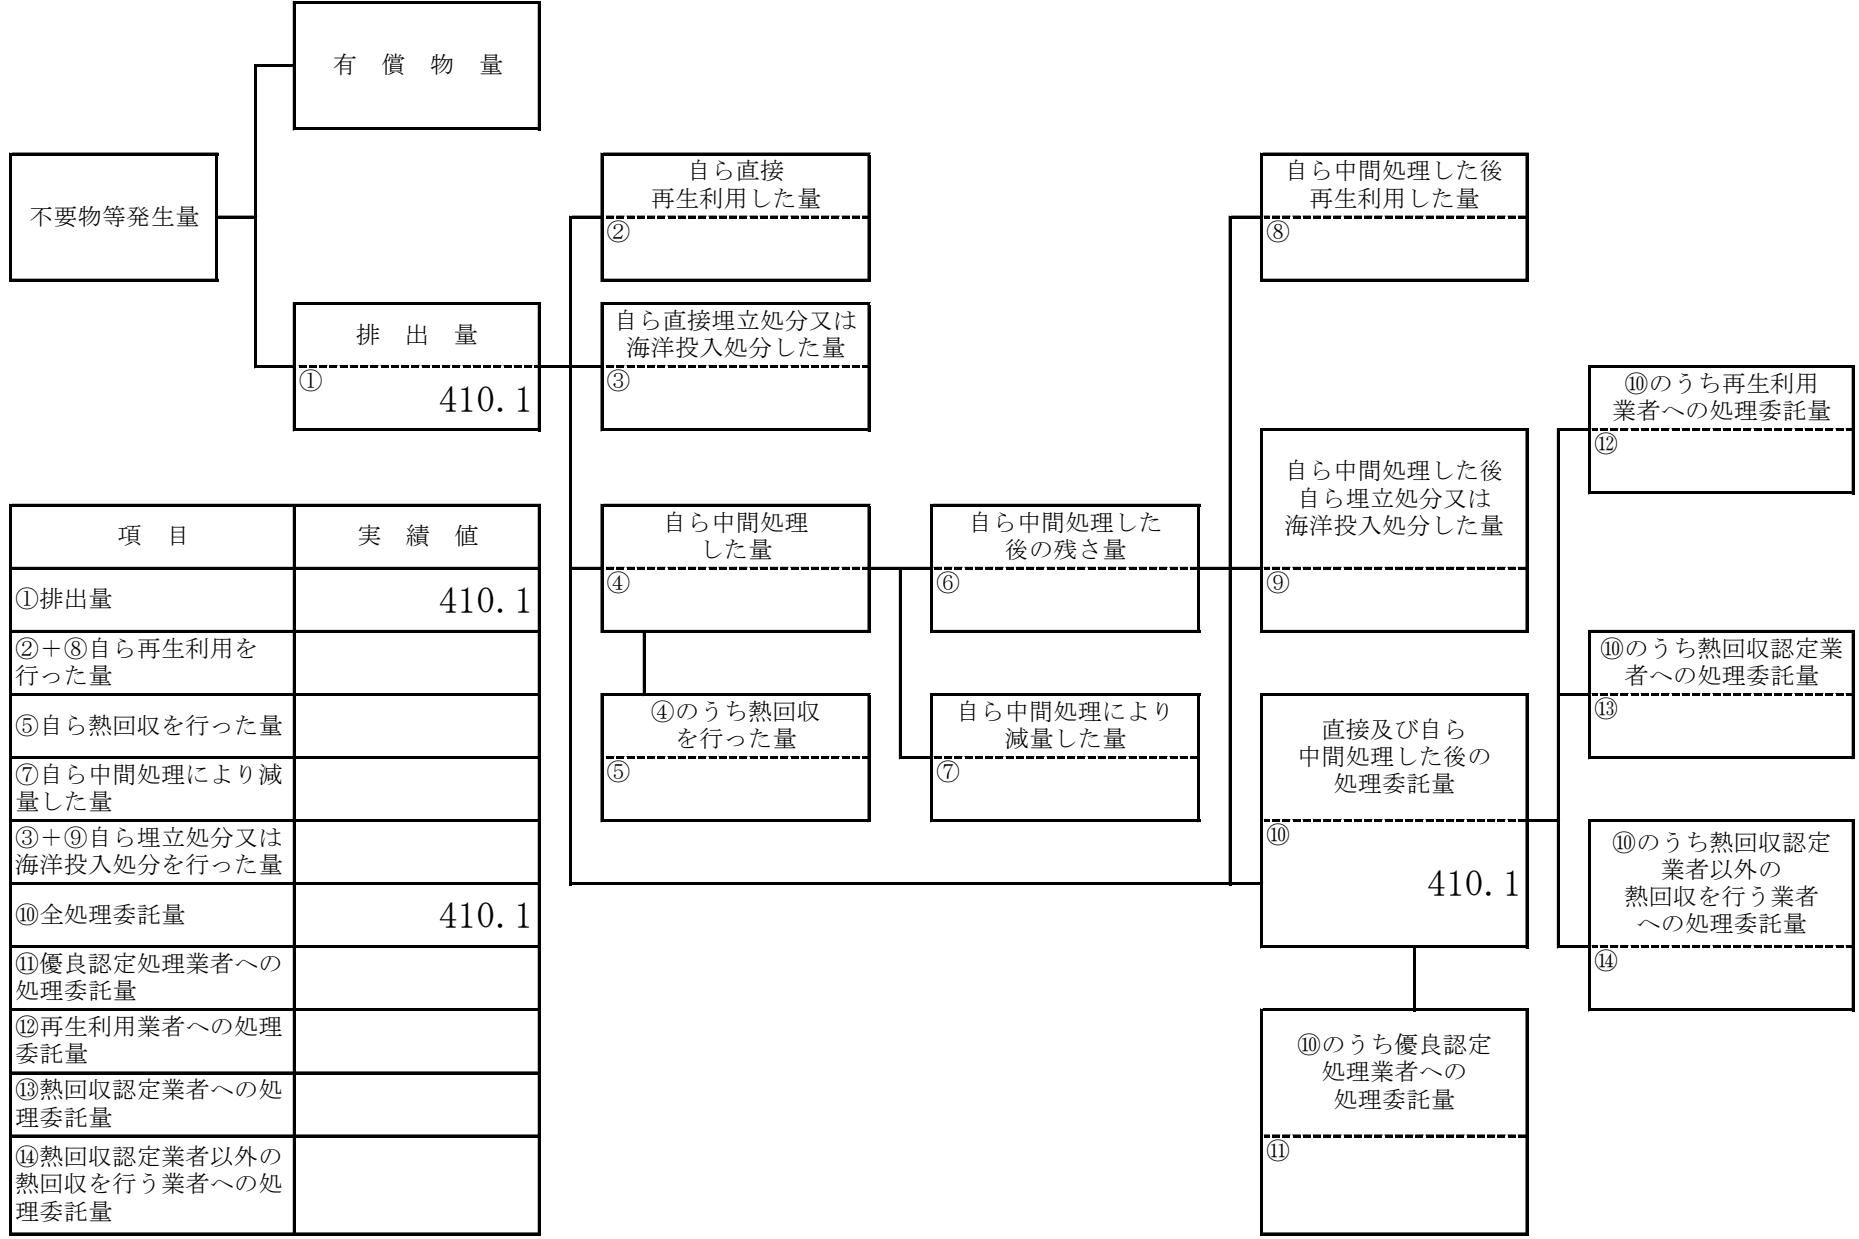 有　償　物　量
不要物等発生量
排　出　量
①
410.1
自ら直接
再生利用した量
②
自ら直接埋立処分又は
海洋投入処分した量
③
自ら中間処理
した量
④
④のうち熱回収
を行った量
⑤
自ら中間処理した
後の残さ量
⑥
自ら中間処理により
減量した量
⑦
自ら中間処理した後
再生利用した量
⑧
自ら中間処理した後
自ら埋立処分又は
海洋投入処分した量
⑨
直接及び自ら
中間処理した後の
処理委託量
⑩
410.1
⑩のうち優良認定
処理業者への
処理委託量
⑪
⑩のうち再生利用
業者への処理委託量
⑫
⑩のうち熱回収認定業
者への処理委託量
⑬
⑩のうち熱回収認定
業者以外の
熱回収を行う業者
への処理委託量
⑭
項　目
実　績　値
①排出量
410.1
②＋⑧自ら再生利用を
行った量
⑤自ら熱回収を行った量
⑦自ら中間処理により減
量した量
③＋⑨自ら埋立処分又は
海洋投入処分を行った量
⑩全処理委託量
410.1
⑪優良認定処理業者への
処理委託量
⑫再生利用業者への処理
委託量
⑬熱回収認定業者への処
理委託量
⑭熱回収認定業者以外の
熱回収を行う業者への処
理委託量